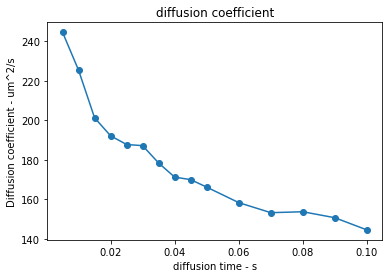 diffusion coefficient
Diffusion coefficient - um^2/s
240
220
200
180
160
140
0.02 0.04 0.06 0.08 0.10
diffusion time - s